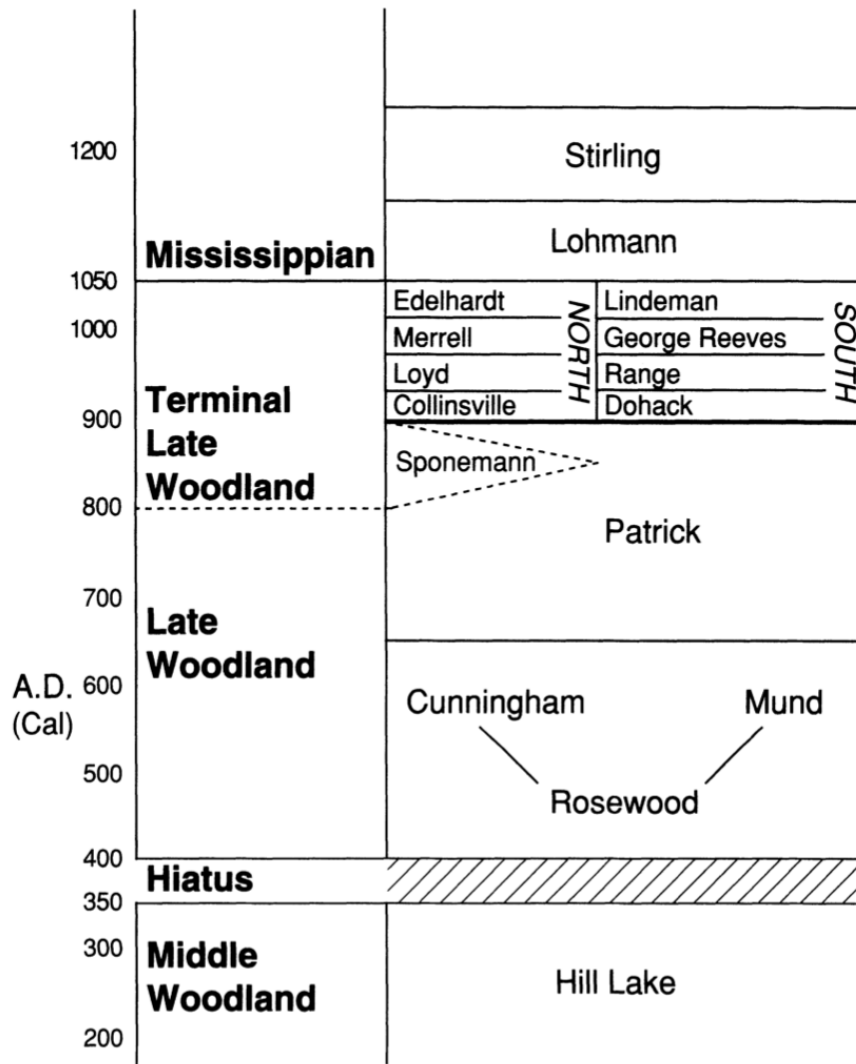 1200
Stirling
Lohmann
Mississippian
1050
Edelhardt
Lindeman
1000
Merrell
George Reeves
NORTH
SOUTH
Loyd
Range
Collinsville
Dohack
900
Terminal
Late
Woodland
Sponemann
800
Patrick
700
Late
Woodland
A.D.
(Cal)
600
Cunningham
Mund
500
Rosewood
400
Hiatus
350
300
Middle
Woodland
Hill Lake
200